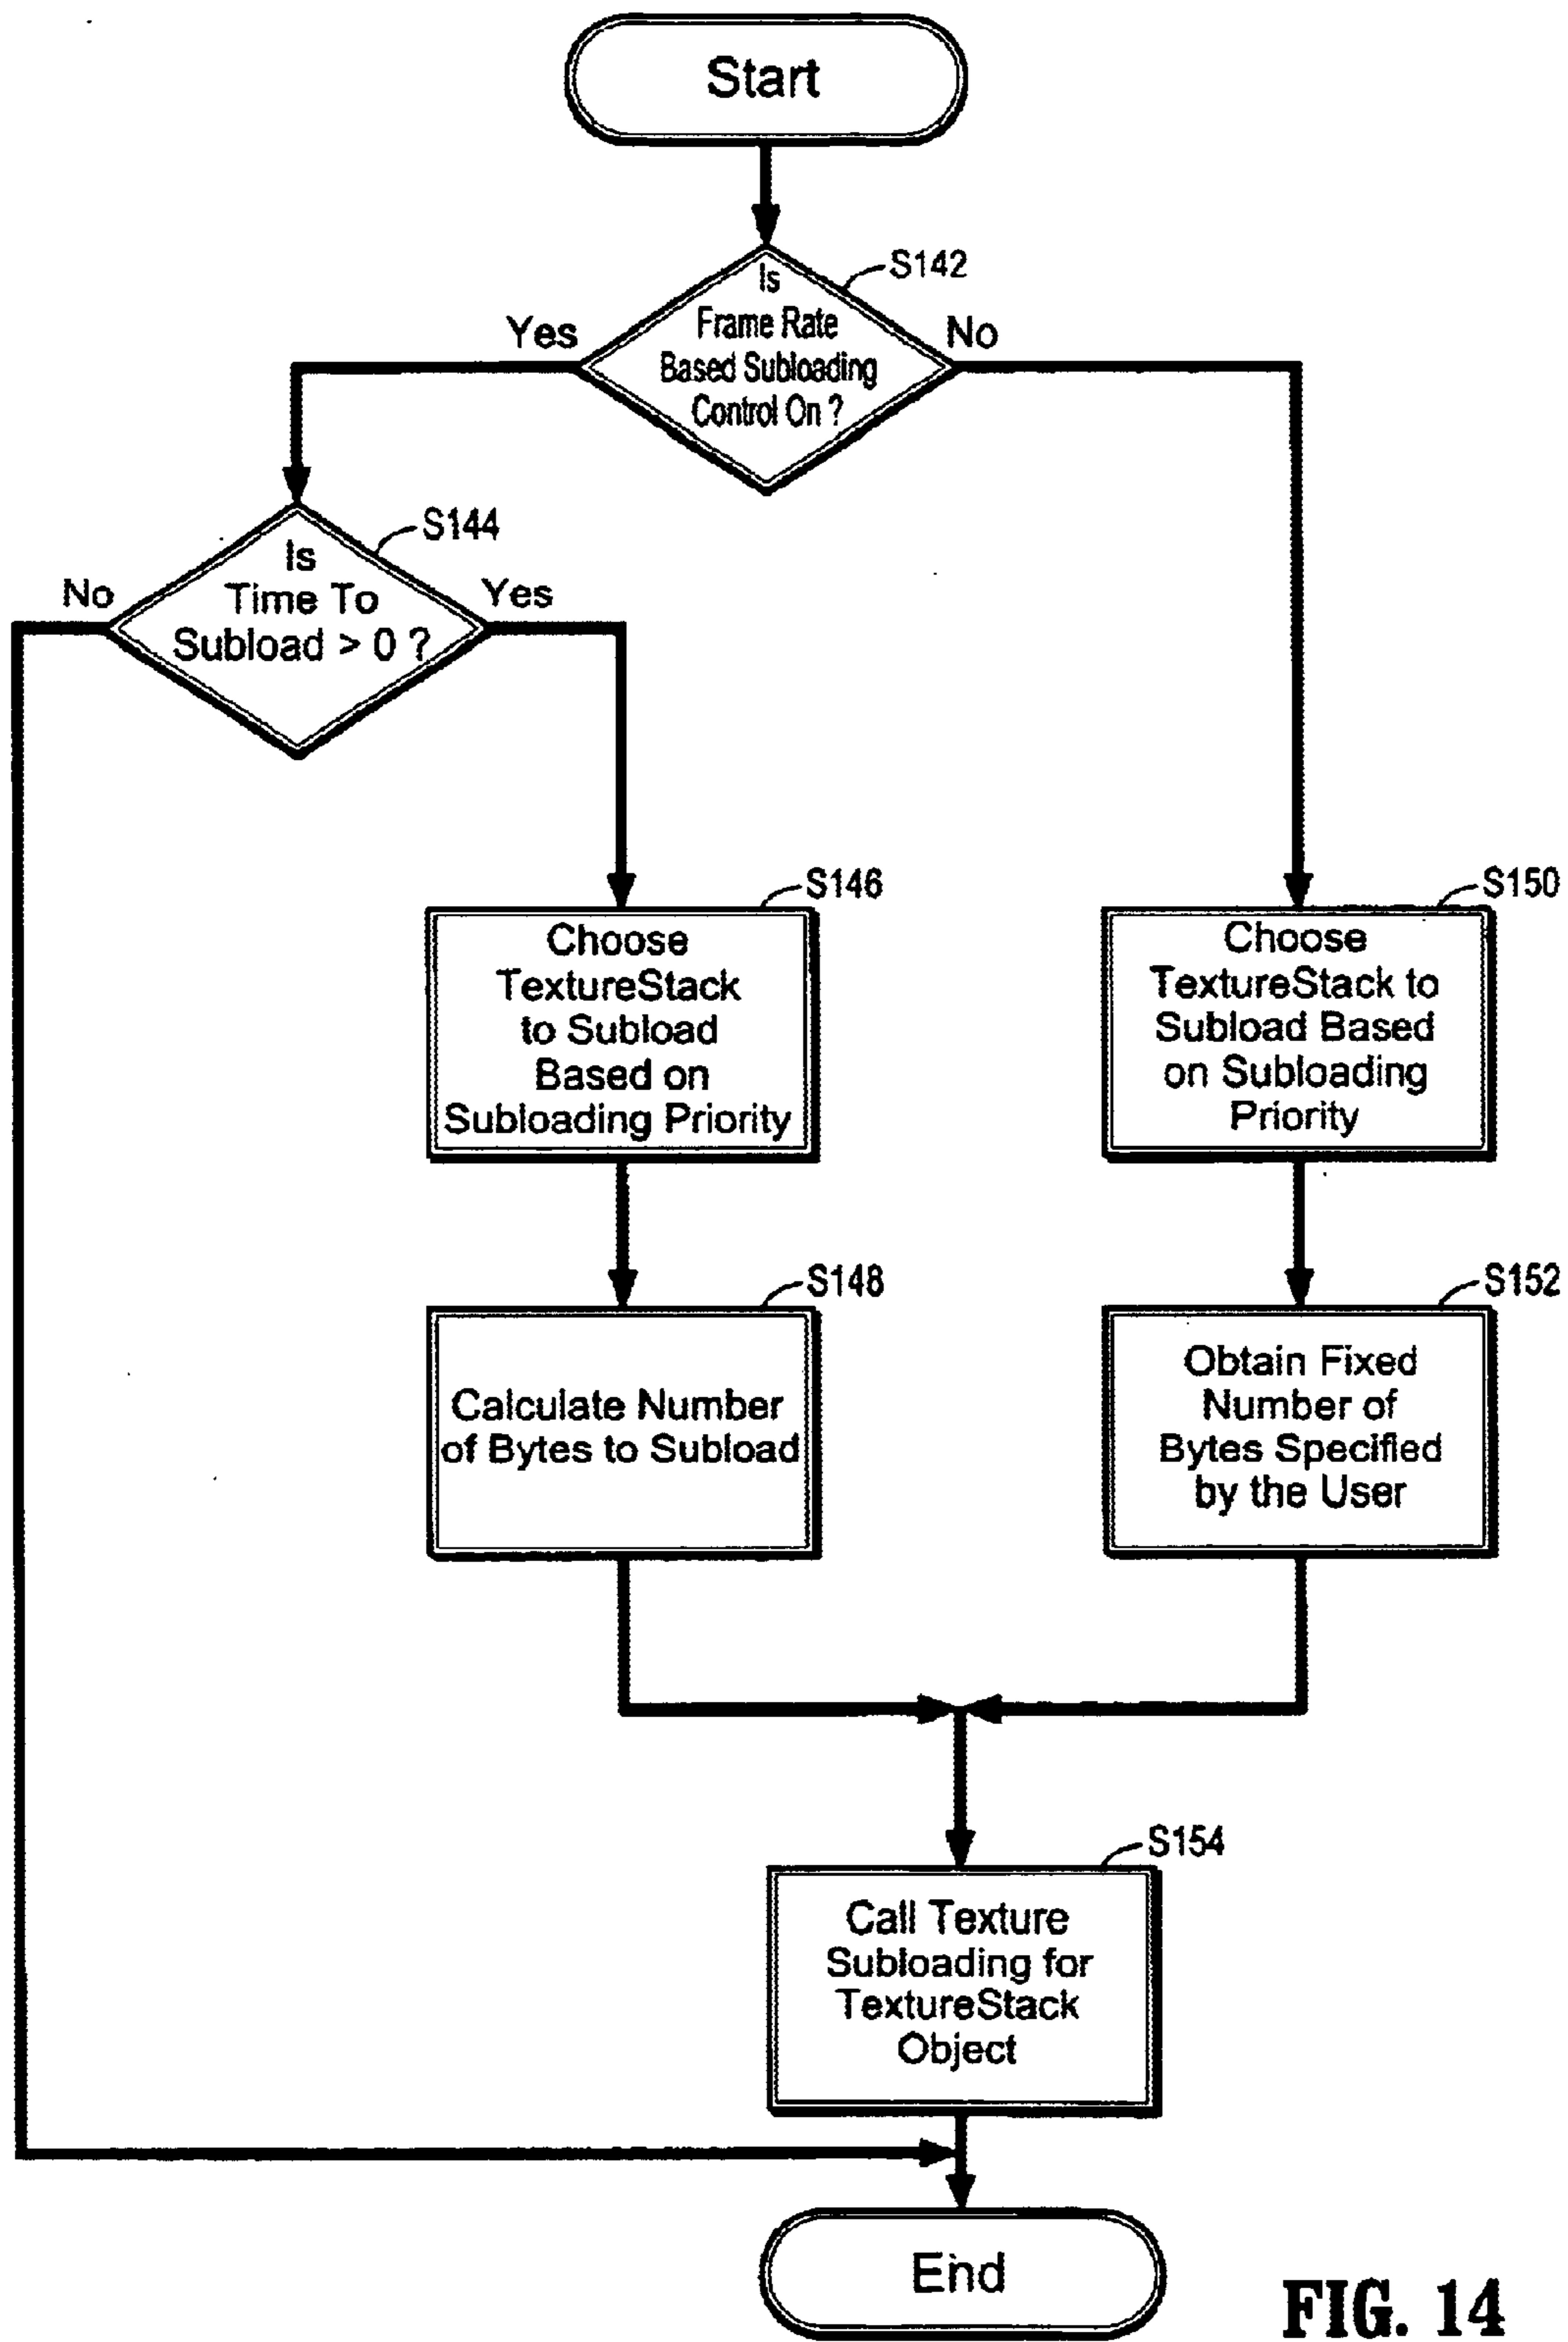 Start
S142
Is
Frame Rate
Based Subloading
Control On ?
Yes
No
S144
Is
Time To
Subload > 0 ?
No
Yes
S146
Choose
TextureStack
to Subload
Based on
Subloading Priority
S150
Choose
TextureStack to
Subload Based
on Subloading
Priority
S148
Calculate Number
of Bytes to Subload
S152
Obtain Fixed
Number of
Bytes Specified
by the User
S154
Call Texture
Subloading for
TextureStack
Object
End
FIG. 14